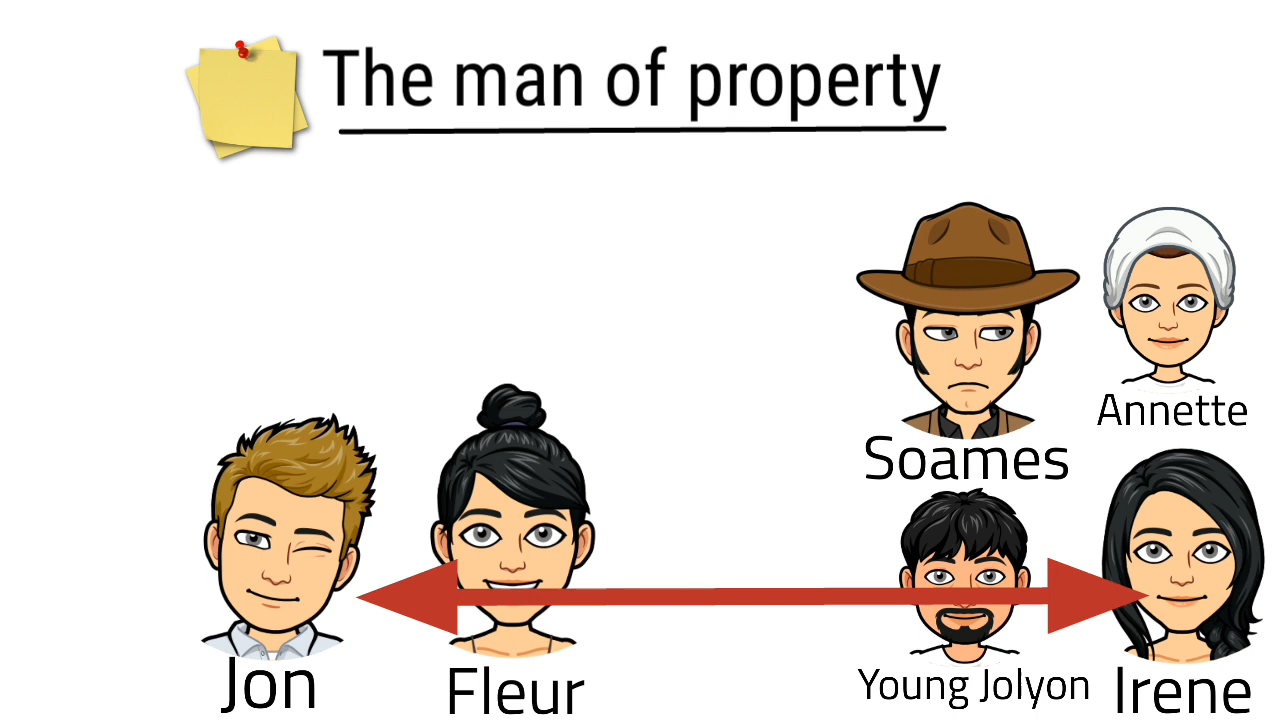 The man of property
Annette
Soames
Jon
Fleur
Young Jolyon
Irene